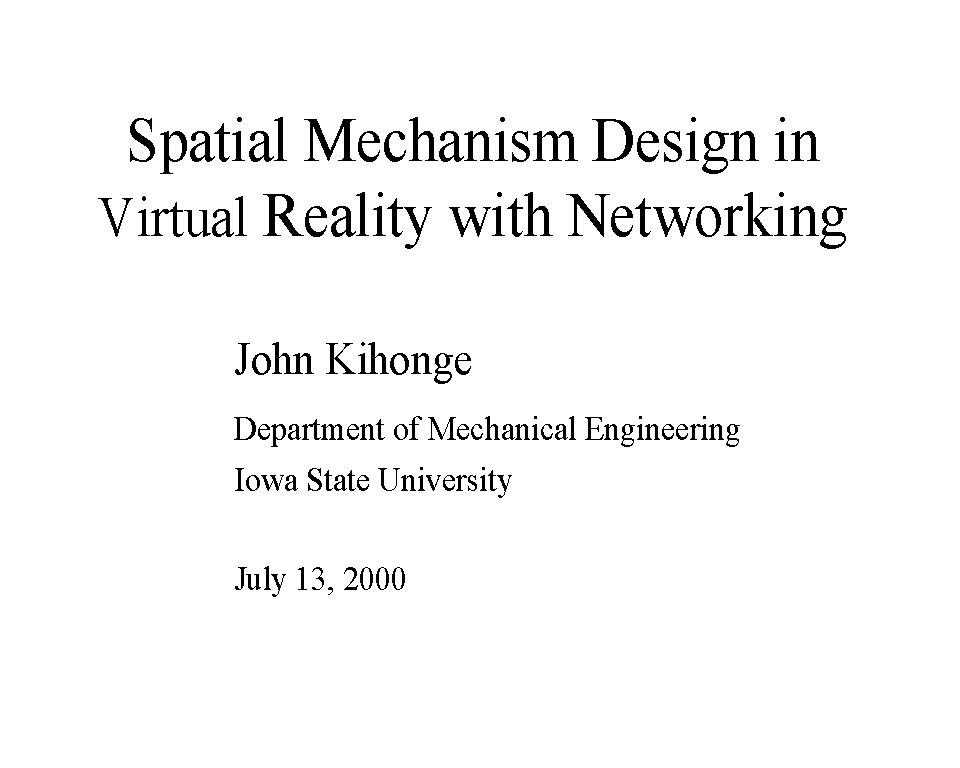 Spatial Mechanism Design in
Virtual Reality with Networking
John Kihonge
Department of Mechanical Engineering
Iowa State University
July 13, 2000